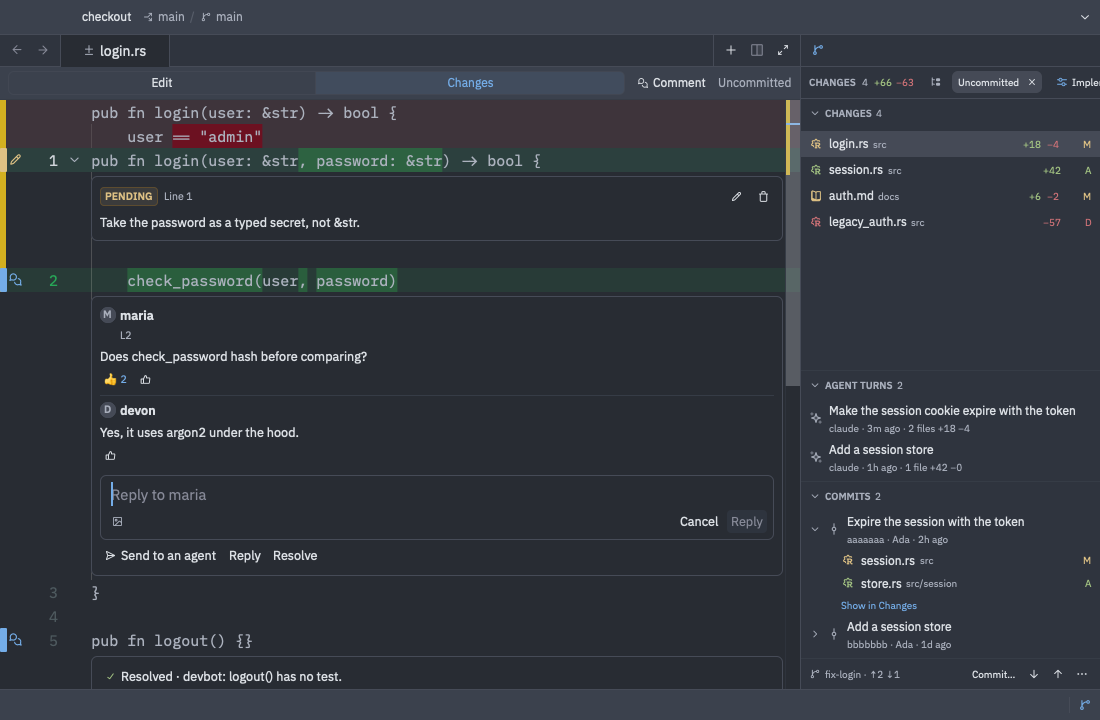 checkout main / main
login.rs
Edit Changes Comment Uncommitted
pub fn login(user: &str) -> bool {
user == "admin"
1 pub fn login(user: &str, password: &str) -> bool {
PENDING Line 1
Take the password as a typed secret, not &str.
2 check_password(user, password)
M maria
L2
Does check_password hash before comparing?
👍 2
D devon
Yes, it uses argon2 under the hood.
Reply to maria
Cancel Reply
Send to an agent Reply Resolve
3 }
4
5 pub fn logout() {}
✓ Resolved · devbot: logout() has no test.
CHANGES 4 +66 −63 Uncommitted × Imple
CHANGES 4
login.rs src +18 −4 M
session.rs src +42 A
auth.md docs +6 −2 M
legacy_auth.rs src −57 D
AGENT TURNS 2
Make the session cookie expire with the token
claude · 3m ago · 2 files +18 −4
Add a session store
claude · 1h ago · 1 file +42 −0
COMMITS 2
Expire the session with the token
aaaaaaa · Ada · 2h ago
session.rs src M
store.rs src/session A
Show in Changes
Add a session store
bbbbbbb · Ada · 1d ago
fix-login · ↑2 ↓1 Commit... ↓ ↑ ···